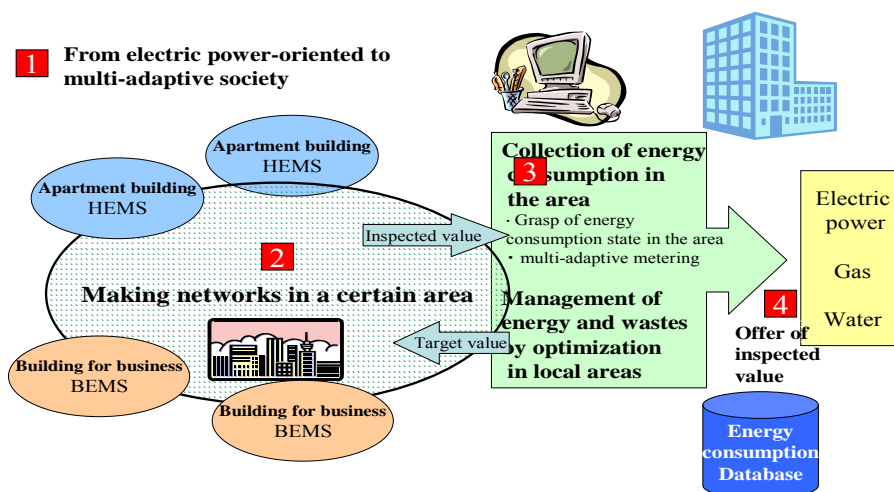 1
From electric power-oriented to
multi-adaptive society
Apartment building
HEMS
Apartment building
HEMS
2
Making networks in a certain area
Building for business
BEMS
Building for business
BEMS
Inspected value
Target value
3
Collection of energy
consumption in
the area
・Grasp of energy
consumption state in the area
・ multi-adaptive metering
Management of
energy and wastes
by optimization
in local areas
Electric
power
Gas
Water
4
Offer of
inspected
value
Energy
consumption
Database